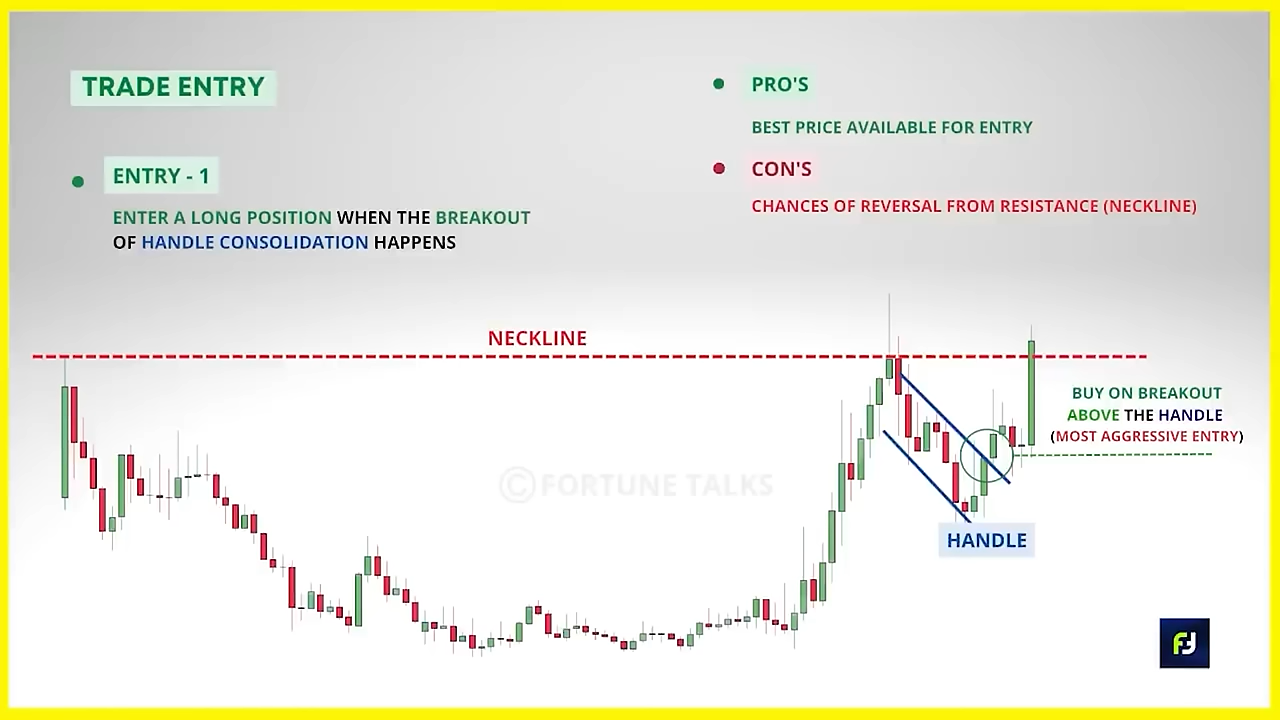 TRADE ENTRY
ENTRY - 1
ENTER A LONG POSITION WHEN THE BREAKOUT
OF HANDLE CONSOLIDATION HAPPENS
PRO'S
BEST PRICE AVAILABLE FOR ENTRY
CON'S
CHANCES OF REVERSAL FROM RESISTANCE (NECKLINE)
NECKLINE
BUY ON BREAKOUT
ABOVE THE HANDLE
(MOST AGGRESSIVE ENTRY)
© FORTUNE TALKS
HANDLE